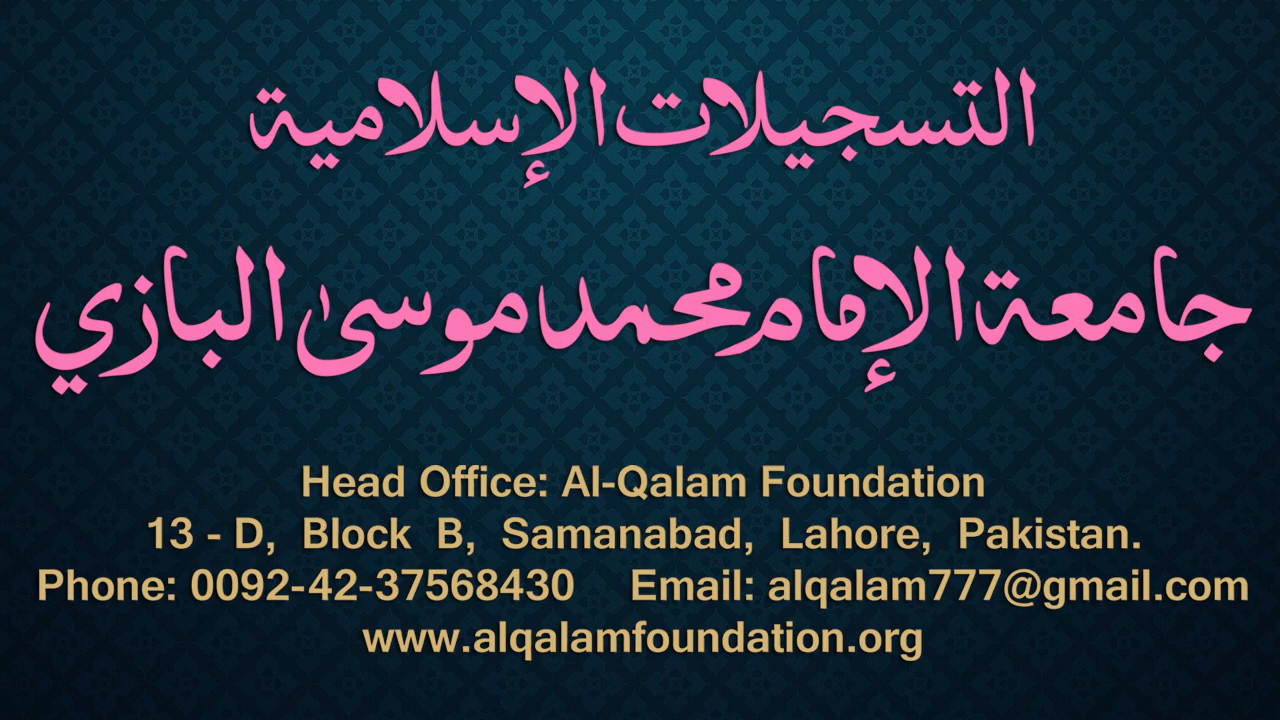 التسجيلات الإسلامية
جامعة الإمام محمد موسىٰ البازي
Head Office: Al-Qalam Foundation
13 - D, Block B, Samanabad, Lahore, Pakistan.
Phone: 0092-42-37568430 Email: alqalam777@gmail.com
www.alqalamfoundation.org